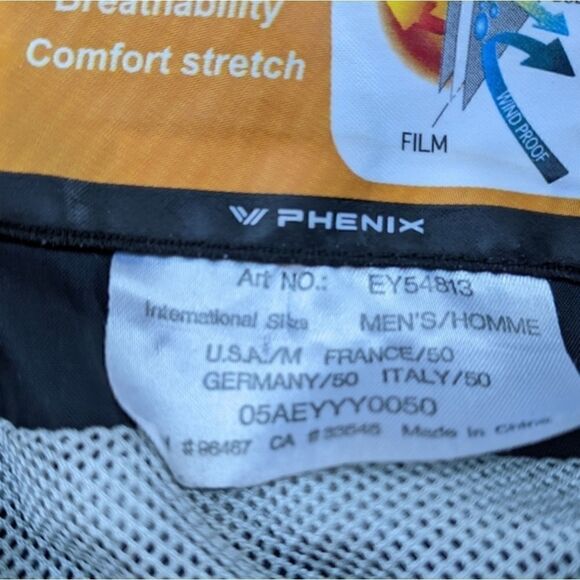 Breathability
Comfort stretch
FILM
WIND PROOF
PHENIX
Art NO.: EY54813
International Size MEN'S/HOMME
U.S.A./M FRANCE/50
GERMANY/50 ITALY/50
05AEYYY0050
#96467 CA #33548 Made in China